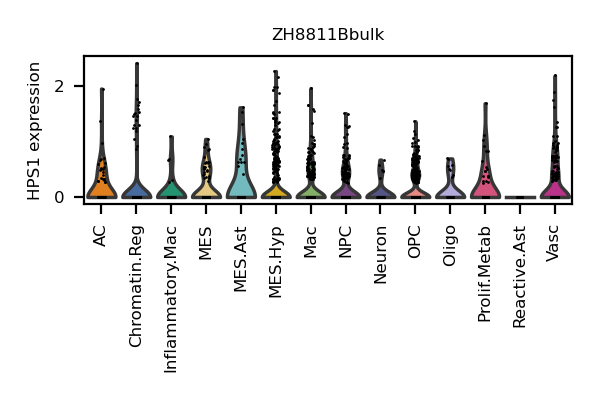 ZH8811Bbulk
HPS1 expression
2
0
AC
Chromatin.Reg
Inflammatory.Mac
MES
MES.Ast
MES.Hyp
Mac
NPC
Neuron
OPC
Oligo
Prolif.Metab
Reactive.Ast
Vasc